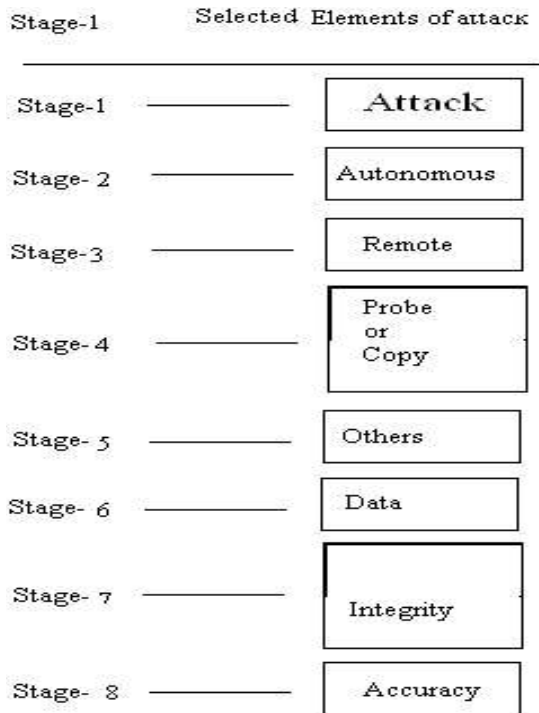 Stage-1 Selected Elements of attack
Stage-1 Attack
Stage- 2 Autonomous
Stage-3 Remote
Probe
or
Stage- 4 Copy
Stage- 5 Others
Stage- 6 Data
Stage- 7 Integrity
Stage- 8 Accuracy